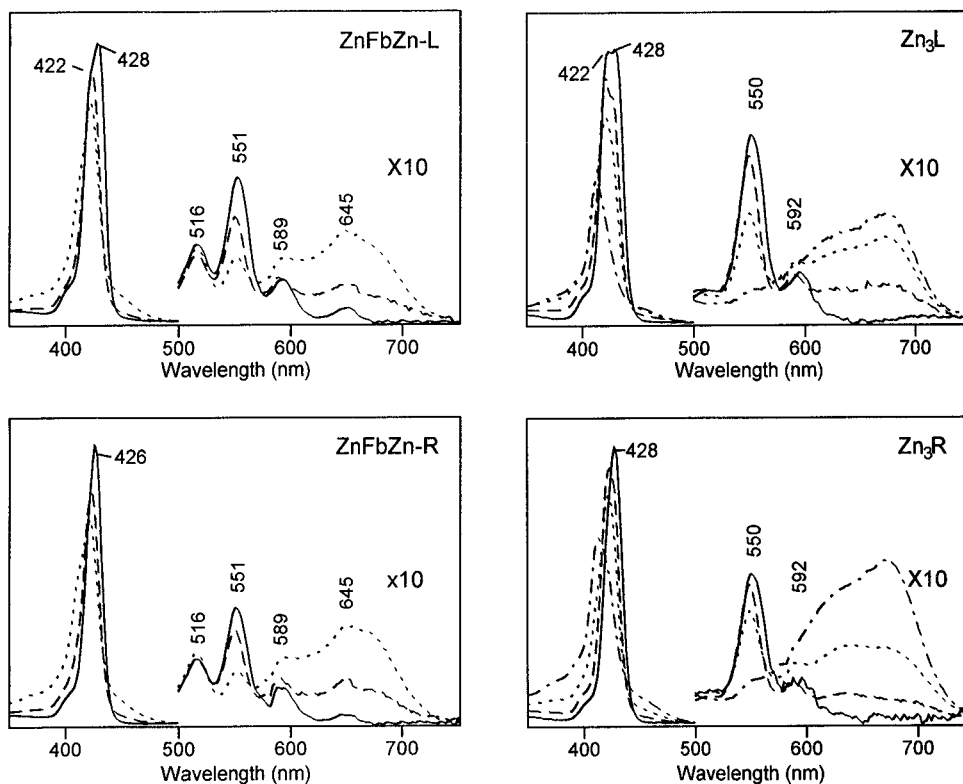 ZnFbZn-L
422
428
551
X10
516
589
645
400 500 600 700
Wavelength (nm)
Zn3L
422
428
550
X10
592
400 500 600 700
Wavelength (nm)
ZnFbZn-R
426
551
x10
516
589
645
400 500 600 700
Wavelength (nm)
Zn3R
428
550
592
X10
400 500 600 700
Wavelength (nm)